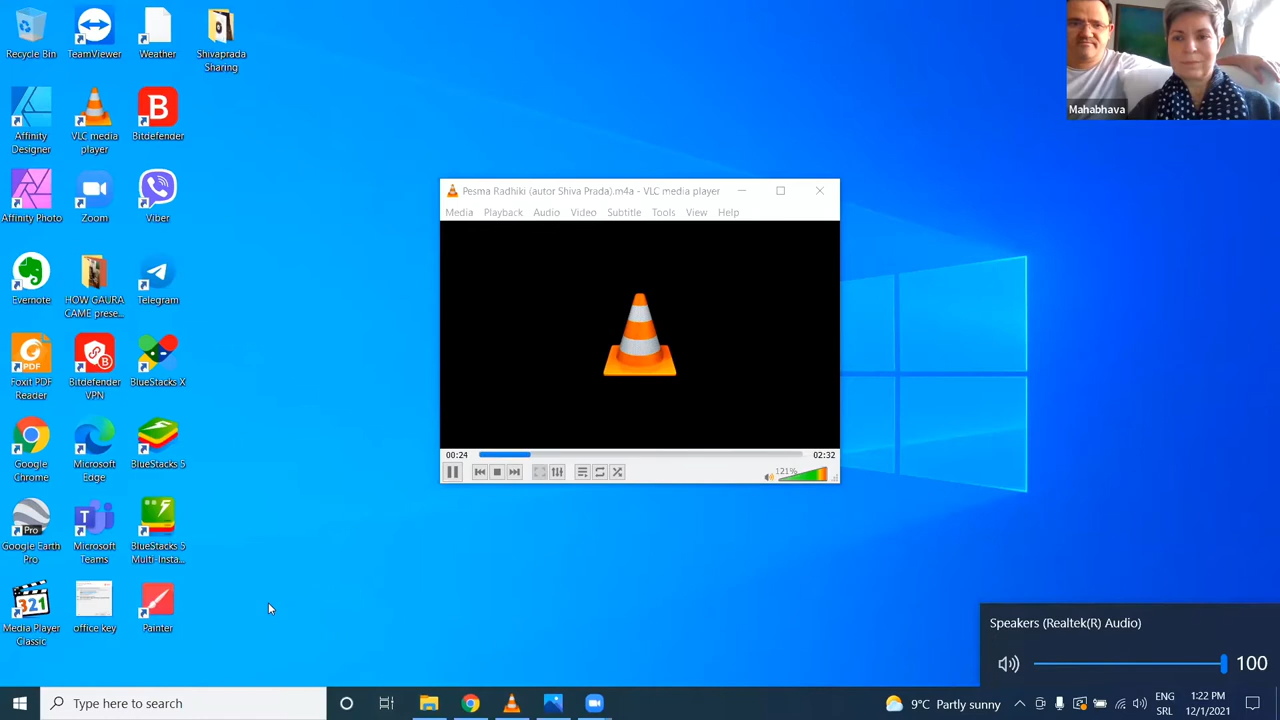 Recycle Bin
TeamViewer
Weather
Shivaprada
Sharing
Affinity
Designer
VLC media
player
Bitdefender
Affinity Photo
Zoom
Viber
Evernote
HOW GAURA
CAME prese...
Telegram
PDF
Foxit PDF
Reader
Bitdefender
VPN
BlueStacks X
Google
Chrome
Microsoft
Edge
BlueStacks 5
Pro
Google Earth
Pro
Microsoft
Teams
BlueStacks 5
Multi-Insta...
321
Media Player
Classic
office key
Painter
Pesma Radhiki (autor Shiva Prada).m4a - VLC media player
Media Playback Audio Video Subtitle Tools View Help
00:24
02:32
121%
Mahabhava
Speakers (Realtek(R) Audio)
100
Type here to search
9°C Partly sunny
ENG
SRL
1:22 PM
12/1/2021